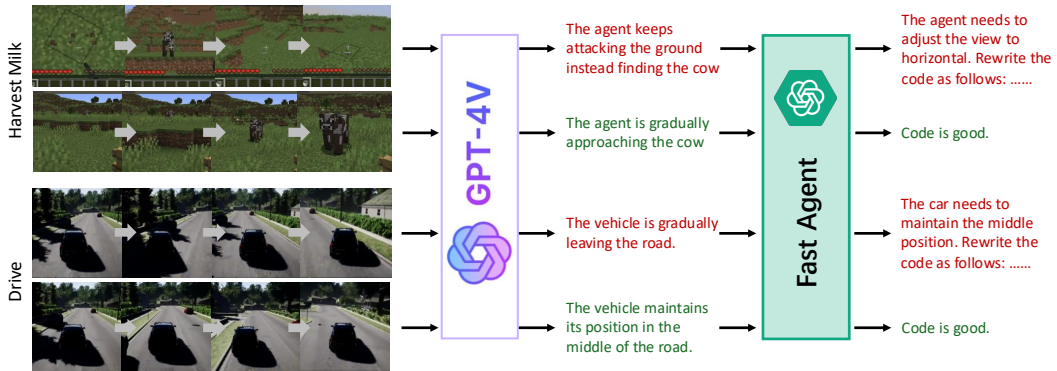 Harvest Milk
Drive
GPT-4V
The agent keeps
attacking the ground
instead finding the cow
The agent is gradually
approaching the cow
The vehicle is gradually
leaving the road.
The vehicle maintains
its position in the
middle of the road.
Fast Agent
The agent needs to
adjust the view to
horizontal. Rewrite the
code as follows: ......
Code is good.
The car needs to
maintain the middle
position. Rewrite the
code as follows: ......
Code is good.